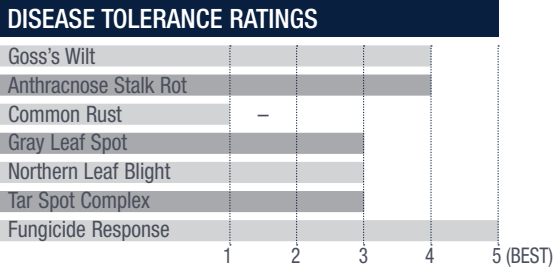 DISEASE TOLERANCE RATINGS
Goss's Wilt
Anthracnose Stalk Rot
Common Rust –
Gray Leaf Spot
Northern Leaf Blight
Tar Spot Complex
Fungicide Response
1 2 3 4 5 (BEST)